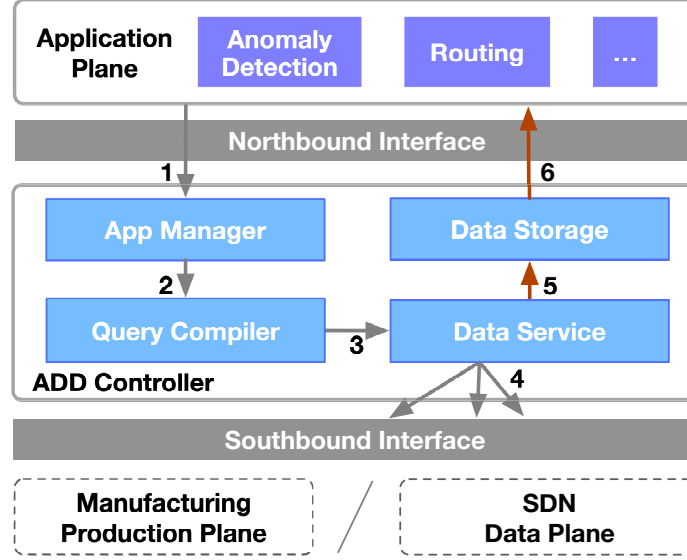 Application
Plane
Anomaly
Detection
Routing
...
Northbound Interface
1
6
App Manager
Data Storage
2
5
Query Compiler
3
Data Service
4
ADD Controller
Southbound Interface
Manufacturing
Production Plane
/
SDN
Data Plane